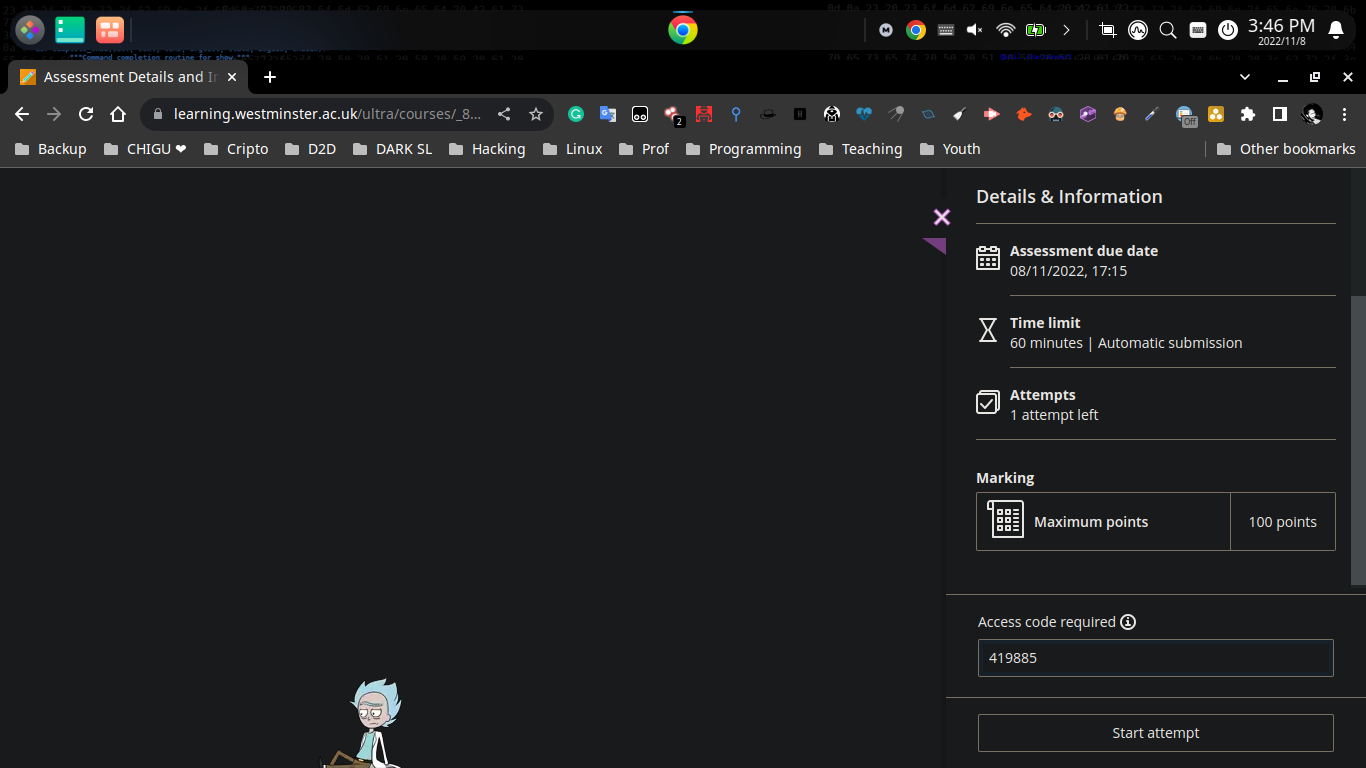 3:46 PM
2022/11/8
Assessment Details and Ir
learning.westminster.ac.uk/ultra/courses/_8...
2
Off
Backup
CHIGU ❤
Cripto
D2D
DARK SL
Hacking
Linux
Prof
Programming
Teaching
Youth
Other bookmarks
Details & Information
Assessment due date
08/11/2022, 17:15
Time limit
60 minutes | Automatic submission
Attempts
1 attempt left
Marking
Maximum points
100 points
Access code required
419885
Start attempt